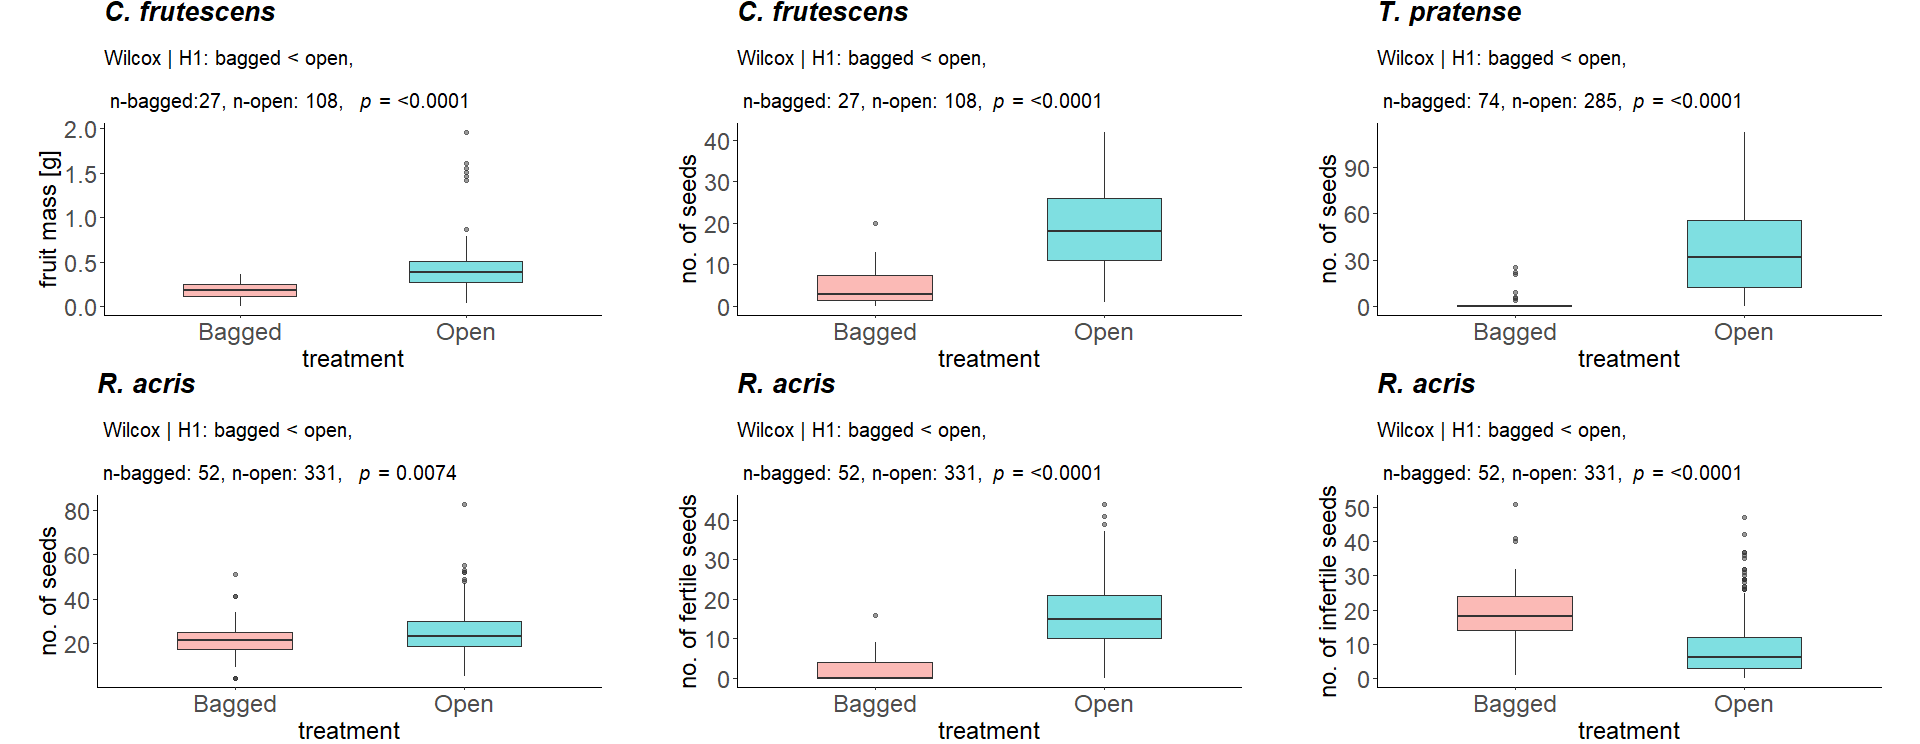 C. frutescens
Wilcox | H1: bagged < open,
n-bagged:27, n-open: 108, p = <0.0001
fruit mass [g]
2.0
1.5
1.0
0.5
0.0
Bagged Open
treatment
C. frutescens
Wilcox | H1: bagged < open,
n-bagged: 27, n-open: 108, p = <0.0001
no. of seeds
40
30
20
10
0
Bagged Open
treatment
T. pratense
Wilcox | H1: bagged < open,
n-bagged: 74, n-open: 285, p = <0.0001
no. of seeds
90
60
30
0
Bagged Open
treatment
R. acris
Wilcox | H1: bagged < open,
n-bagged: 52, n-open: 331, p = 0.0074
no. of seeds
80
60
40
20
Bagged Open
treatment
R. acris
Wilcox | H1: bagged < open,
n-bagged: 52, n-open: 331, p = <0.0001
no. of fertile seeds
40
30
20
10
0
Bagged Open
treatment
R. acris
Wilcox | H1: bagged < open,
n-bagged: 52, n-open: 331, p = <0.0001
no. of infertile seeds
50
40
30
20
10
0
Bagged Open
treatment